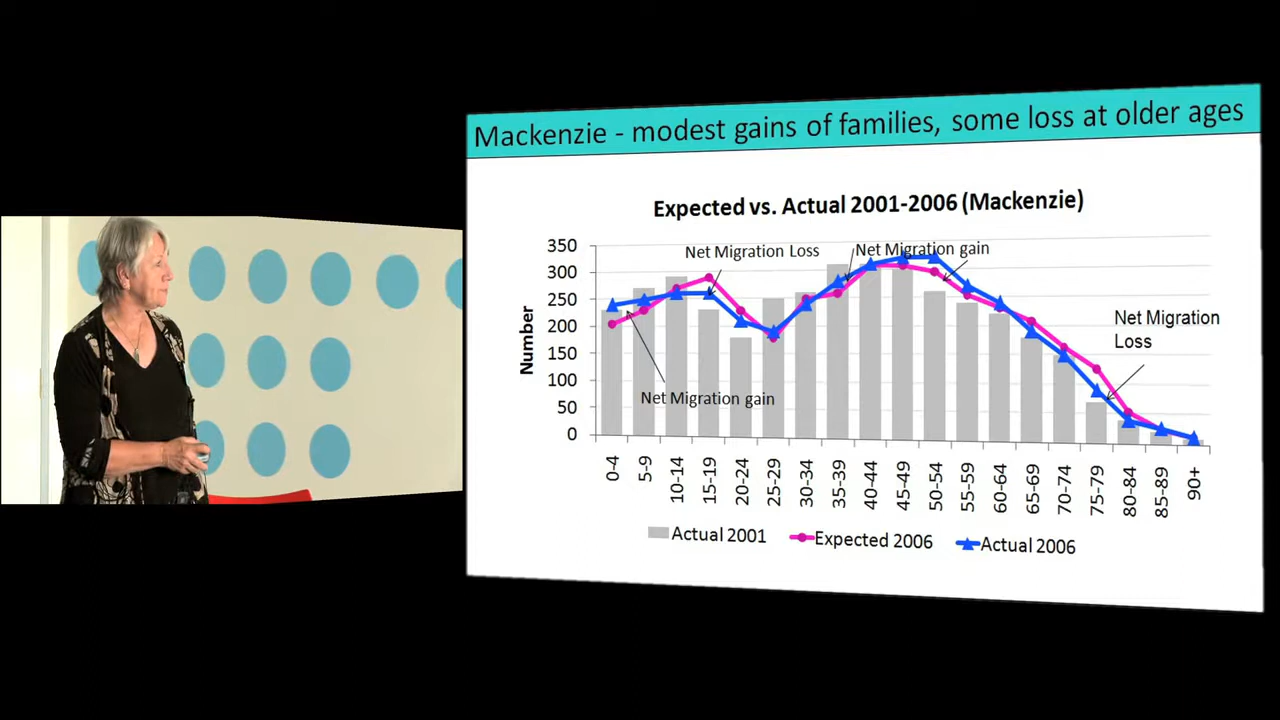 Mackenzie - modest gains of families, some loss at older ages
Expected vs. Actual 2001-2006 (Mackenzie)
Number
350
300
250
200
150
100
50
0
Net Migration Loss
Net Migration gain
Net Migration gain
Net Migration
Loss
0-4
5-9
10-14
15-19
20-24
25-29
30-34
35-39
40-44
45-49
50-54
55-59
60-64
65-69
70-74
75-79
80-84
85-89
90+
Actual 2001
Expected 2006
Actual 2006